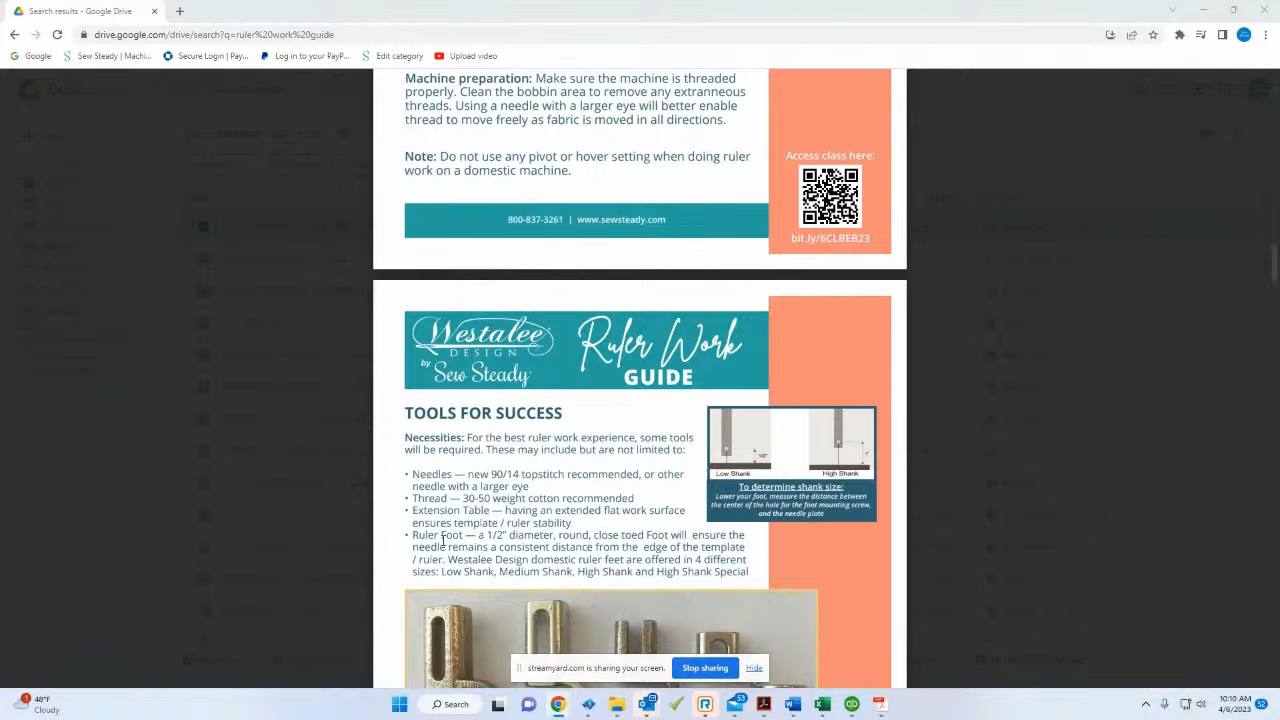 Search results - Google Drive
drive.google.com/drive/search?q=ruler%20work%20guide
Google
Sew Steady | Machi...
Secure Login | Pay...
Log in to your PayP...
Edit category
Upload video
Machine preparation: Make sure the machine is threaded
properly. Clean the bobbin area to remove any extranneous
threads. Using a needle with a larger eye will better enable
thread to move freely as fabric is moved in all directions.
Note: Do not use any pivot or hover setting when doing ruler
work on a domestic machine.
800-837-3261 | www.sewsteady.com
Access class here:
bit.ly/6CLBEB23
Westalee
DESIGN
by
Sew Steady
Ruler Work
GUIDE
TOOLS FOR SUCCESS
Necessities: For the best ruler work experience, some tools
will be required. These may include but are not limited to:
• Needles — new 90/14 topstitch recommended, or other
needle with a larger eye
• Thread — 30-50 weight cotton recommended
• Extension Table — having an extended flat work surface
ensures template / ruler stability
• Ruler Foot — a 1/2" diameter, round, close toed Foot will ensure the
needle remains a consistent distance from the edge of the template
/ ruler. Westalee Design domestic ruler feet are offered in 4 different
sizes: Low Shank, Medium Shank, High Shank and High Shank Special
1/2"
1"
Low Shank
High Shank
To determine shank size:
Lower your foot, measure the distance between
the center of the hole for the foot mounting screw,
and the needle plate
streamyard.com is sharing your screen.
Stop sharing
Hide
1
48°F
Cloudy
Search
53
10:10 AM
4/6/2023
52